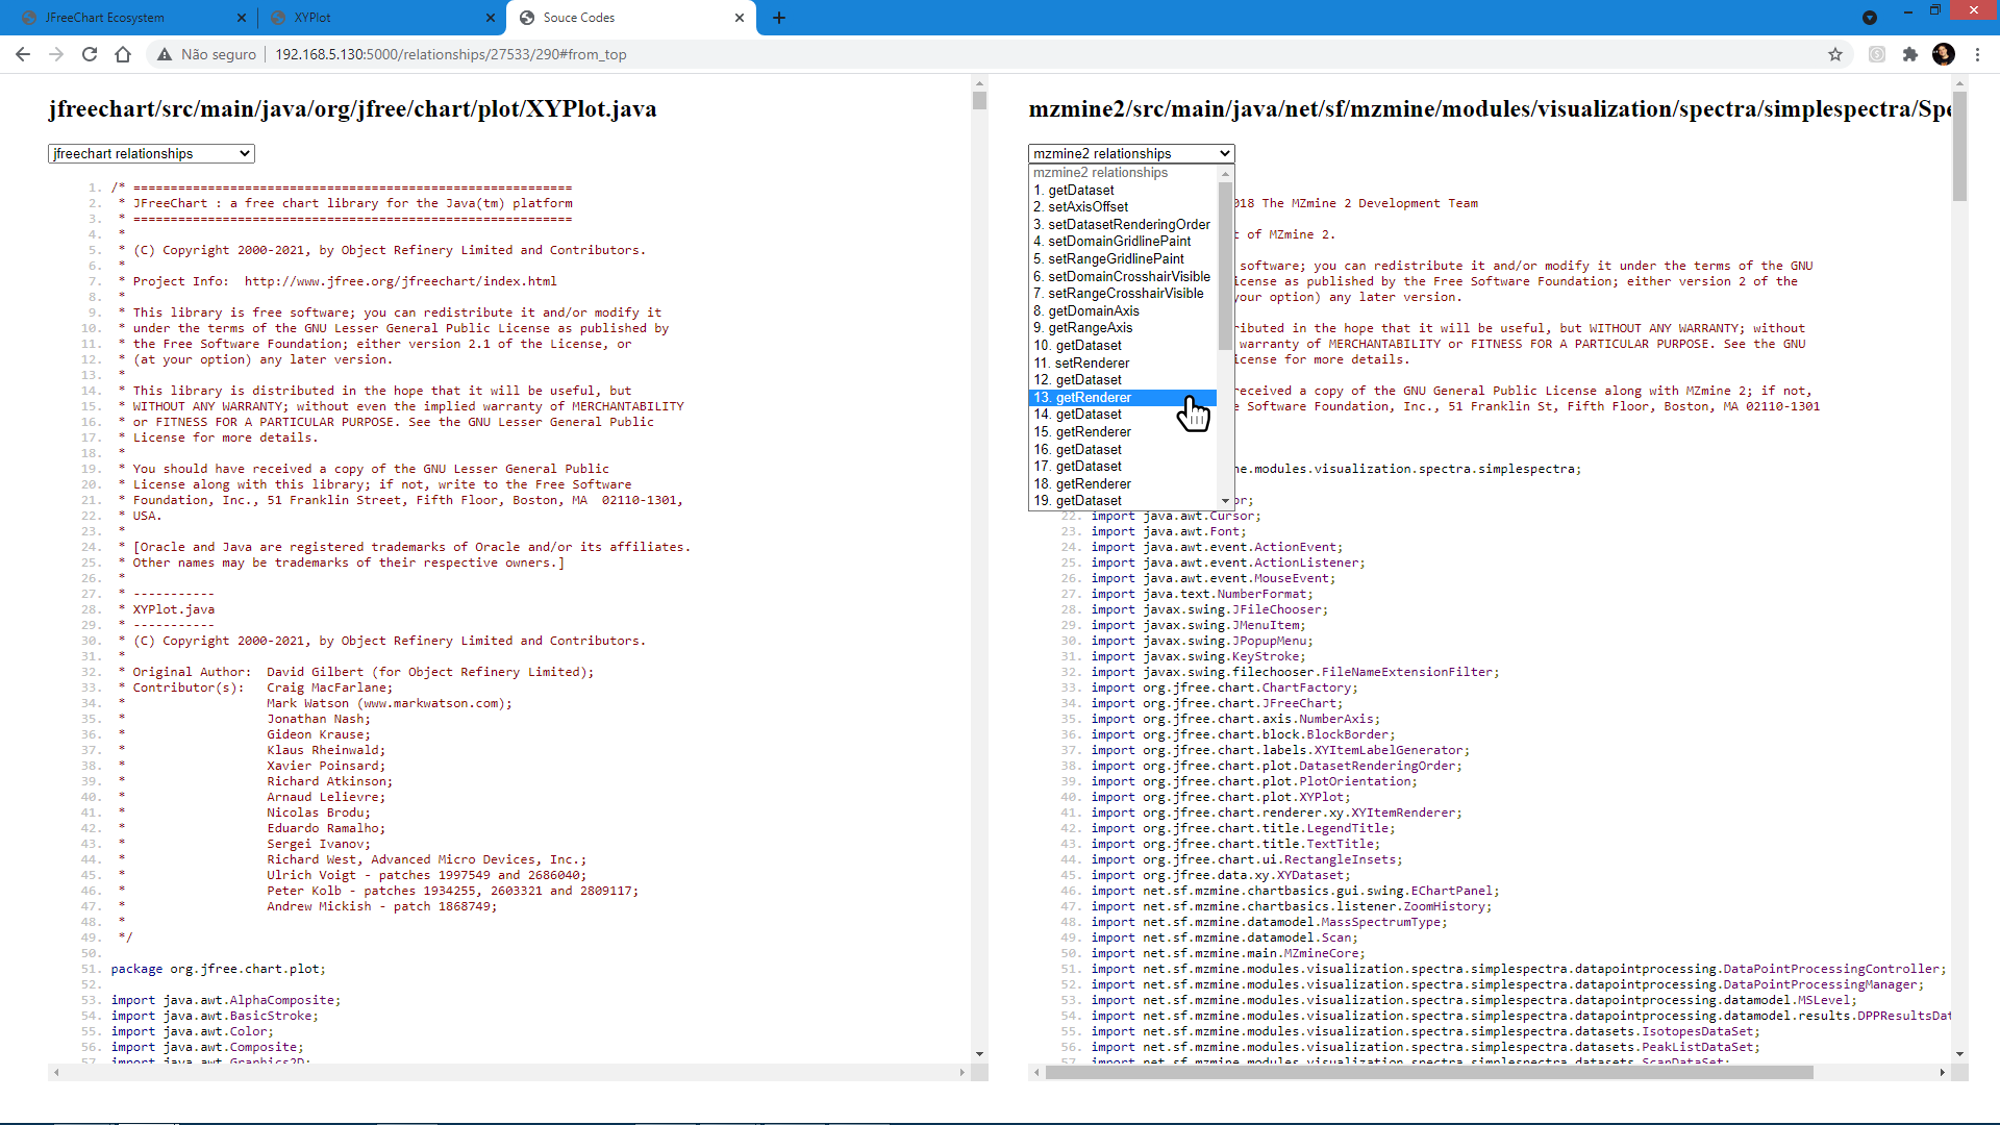 JFreeChart Ecosystem
XYPlot
Souce Codes
Não seguro
192.168.5.130:5000/relationships/27533/290#from_top
jfreechart/src/main/java/org/jfree/chart/plot/XYPlot.java
jfreechart relationships
1. /* ===========================================================
2. * JFreeChart : a free chart library for the Java(tm) platform
3. * ===========================================================
4. *
5. * (C) Copyright 2000-2021, by Object Refinery Limited and Contributors.
6. *
7. * Project Info:  http://www.jfree.org/jfreechart/index.html
8. *
9. * This library is free software; you can redistribute it and/or modify it
10. * under the terms of the GNU Lesser General Public License as published by
11. * the Free Software Foundation; either version 2.1 of the License, or
12. * (at your option) any later version.
13. *
14. * This library is distributed in the hope that it will be useful, but
15. * WITHOUT ANY WARRANTY; without even the implied warranty of MERCHANTABILITY
16. * or FITNESS FOR A PARTICULAR PURPOSE. See the GNU Lesser General Public
17. * License for more details.
18. *
19. * You should have received a copy of the GNU Lesser General Public
20. * License along with this library; if not, write to the Free Software
21. * Foundation, Inc., 51 Franklin Street, Fifth Floor, Boston, MA  02110-1301,
22. * USA.
23. *
24. * [Oracle and Java are registered trademarks of Oracle and/or its affiliates.
25. * Other names may be trademarks of their respective owners.]
26. *
27. * -----------
28. * XYPlot.java
29. * -----------
30. * (C) Copyright 2000-2021, by Object Refinery Limited and Contributors.
31. *
32. * Original Author:  David Gilbert (for Object Refinery Limited);
33. * Contributor(s):   Craig MacFarlane;
34. *                   Mark Watson (www.markwatson.com);
35. *                   Jonathan Nash;
36. *                   Gideon Krause;
37. *                   Klaus Rheinwald;
38. *                   Xavier Poinsard;
39. *                   Richard Atkinson;
40. *                   Arnaud Lelievre;
41. *                   Nicolas Brodu;
42. *                   Eduardo Ramalho;
43. *                   Sergei Ivanov;
44. *                   Richard West, Advanced Micro Devices, Inc.;
45. *                   Ulrich Voigt - patches 1997549 and 2686040;
46. *                   Peter Kolb - patches 1934255, 2603321 and 2809117;
47. *                   Andrew Mickish - patch 1868749;
48. *
49. */
50.
51. package org.jfree.chart.plot;
52.
53. import java.awt.AlphaComposite;
54. import java.awt.BasicStroke;
55. import java.awt.Color;
56. import java.awt.Composite;
57. import java.awt.Graphics2D;
mzmine2/src/main/java/net/sf/mzmine/modules/visualization/spectra/simplespectra/Spe
mzmine2 relationships
mzmine2 relationships
1. getDataset
2. setAxisOffset
3. setDatasetRenderingOrder
4. setDomainGridlinePaint
5. setRangeGridlinePaint
6. setDomainCrosshairVisible
7. setRangeCrosshairVisible
8. getDomainAxis
9. getRangeAxis
10. getDataset
11. setRenderer
12. getDataset
13. getRenderer
14. getDataset
15. getRenderer
16. getDataset
17. getDataset
18. getRenderer
19. getDataset
018 The MZmine 2 Development Team
t of MZmine 2.
software; you can redistribute it and/or modify it under the terms of the GNU
icense as published by the Free Software Foundation; either version 2 of the
your option) any later version.
ributed in the hope that it will be useful, but WITHOUT ANY WARRANTY; without
warranty of MERCHANTABILITY or FITNESS FOR A PARTICULAR PURPOSE. See the GNU
icense for more details.
received a copy of the GNU General Public License along with MZmine 2; if not,
e Software Foundation, Inc., 51 Franklin St, Fifth Floor, Boston, MA 02110-1301
ne.modules.visualization.spectra.simplespectra;
or;
22. import java.awt.Cursor;
23. import java.awt.Font;
24. import java.awt.event.ActionEvent;
25. import java.awt.event.ActionListener;
26. import java.awt.event.MouseEvent;
27. import java.text.NumberFormat;
28. import javax.swing.JFileChooser;
29. import javax.swing.JMenuItem;
30. import javax.swing.JPopupMenu;
31. import javax.swing.KeyStroke;
32. import javax.swing.filechooser.FileNameExtensionFilter;
33. import org.jfree.chart.ChartFactory;
34. import org.jfree.chart.JFreeChart;
35. import org.jfree.chart.axis.NumberAxis;
36. import org.jfree.chart.block.BlockBorder;
37. import org.jfree.chart.labels.XYItemLabelGenerator;
38. import org.jfree.chart.plot.DatasetRenderingOrder;
39. import org.jfree.chart.plot.PlotOrientation;
40. import org.jfree.chart.plot.XYPlot;
41. import org.jfree.chart.renderer.xy.XYItemRenderer;
42. import org.jfree.chart.title.LegendTitle;
43. import org.jfree.chart.title.TextTitle;
44. import org.jfree.chart.ui.RectangleInsets;
45. import org.jfree.data.xy.XYDataset;
46. import net.sf.mzmine.chartbasics.gui.swing.EChartPanel;
47. import net.sf.mzmine.chartbasics.listener.ZoomHistory;
48. import net.sf.mzmine.datamodel.MassSpectrumType;
49. import net.sf.mzmine.datamodel.Scan;
50. import net.sf.mzmine.main.MZmineCore;
51. import net.sf.mzmine.modules.visualization.spectra.simplespectra.datapointprocessing.DataPointProcessingController;
52. import net.sf.mzmine.modules.visualization.spectra.simplespectra.datapointprocessing.DataPointProcessingManager;
53. import net.sf.mzmine.modules.visualization.spectra.simplespectra.datapointprocessing.datamodel.MSLevel;
54. import net.sf.mzmine.modules.visualization.spectra.simplespectra.datapointprocessing.datamodel.results.DPPResultsDat
55. import net.sf.mzmine.modules.visualization.spectra.simplespectra.datasets.IsotopesDataSet;
56. import net.sf.mzmine.modules.visualization.spectra.simplespectra.datasets.PeakListDataSet;
57. import net.sf.mzmine.modules.visualization.spectra.simplespectra.datasets.ScanDataSet;